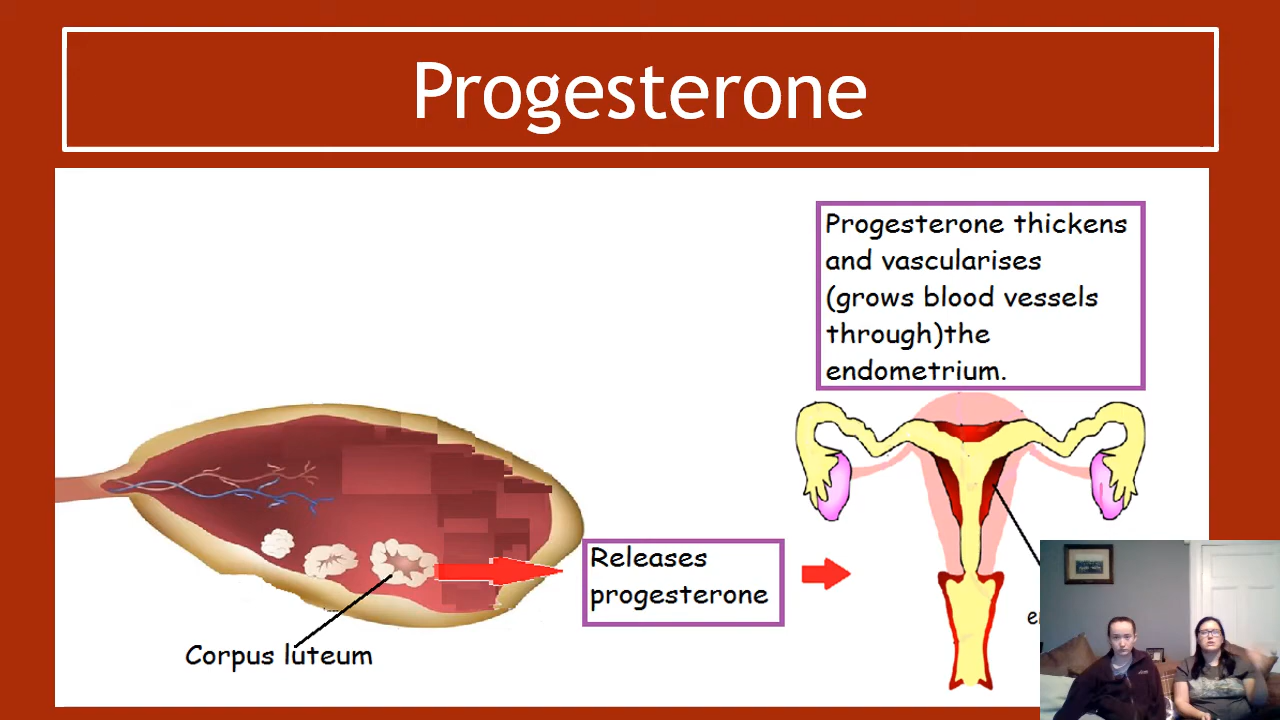 Progesterone
Progesterone thickens
and vascularises
(grows blood vessels
through)the
endometrium.
Releases
progesterone
Corpus luteum